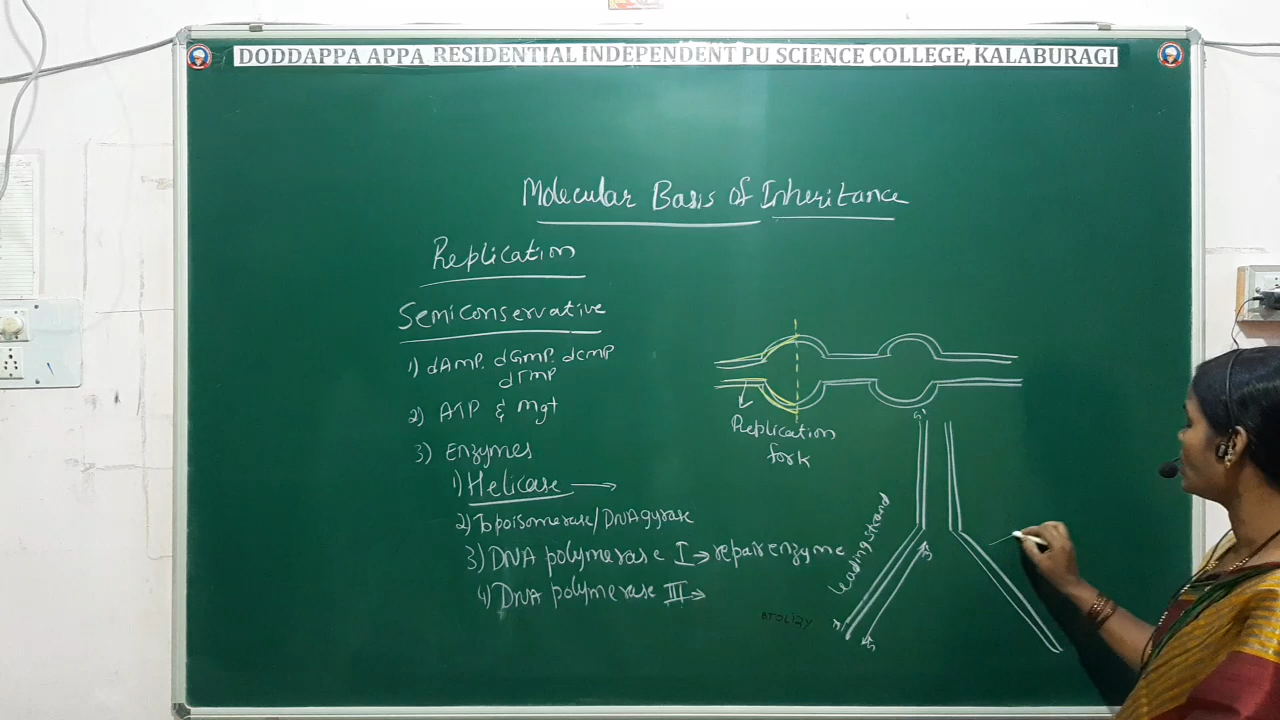 DODDAPPA APPA RESIDENTIAL INDEPENDENT PU SCIENCE COLLEGE, KALABURAGI
Molecular Basis of Inheritance
Replication
Semiconservative
1) dAmp. dGmp. dCmp
dTmp
2) ATP & Mg+
3) Enzymes
1) Helicase →
2) Topoisomerase/DNA gyrase
3) DNA polymerase I → repair enzyme
4) DNA polymerase III →
Replication
fork
leading strand